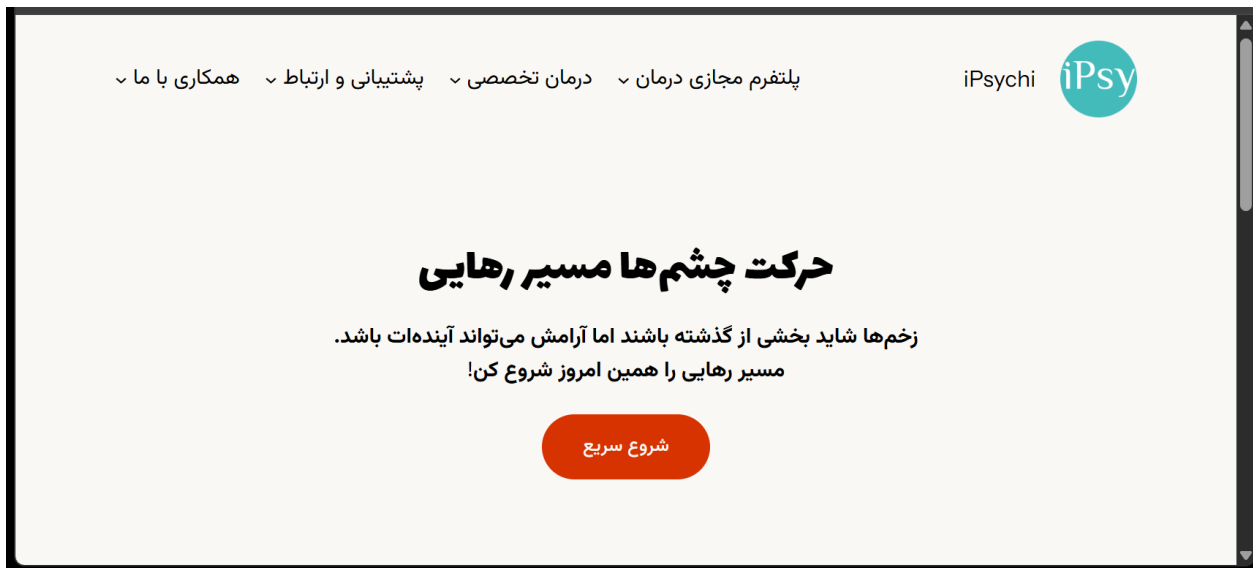 iPsy
iPsychi
پلتفرم مجازی درمان
درمان تخصصی
پشتیبانی و ارتباط
همکاری با ما
حرکت چشم‌ها مسیر رهایی
زخم‌ها شاید بخشی از گذشته باشند اما آرامش می‌تواند آینده‌ات باشد.
مسیر رهایی را همین امروز شروع کن!
شروع سریع